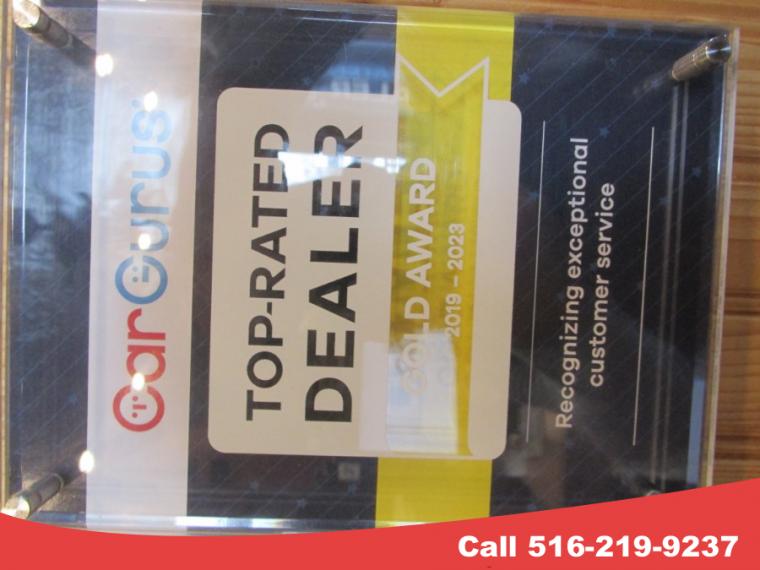 CarGurus
TOP-RATED
DEALER
GOLD AWARD
2019 – 2023
Recognizing exceptional
customer service
Call 516-219-9237